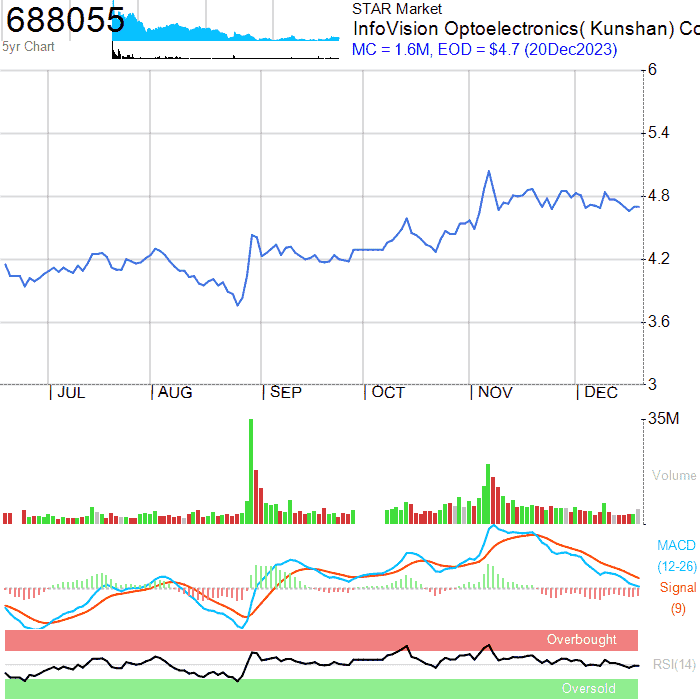 688055
5yr Chart
STAR Market
InfoVision Optoelectronics( Kunshan) Co
MC = 1.6M, EOD = $4.7 (20Dec2023)
6
5.4
4.8
4.2
3.6
3
JUL AUG SEP OCT NOV DEC
35M
Volume
MACD
(12-26)
Signal
(9)
Overbought
RSI(14)
Oversold